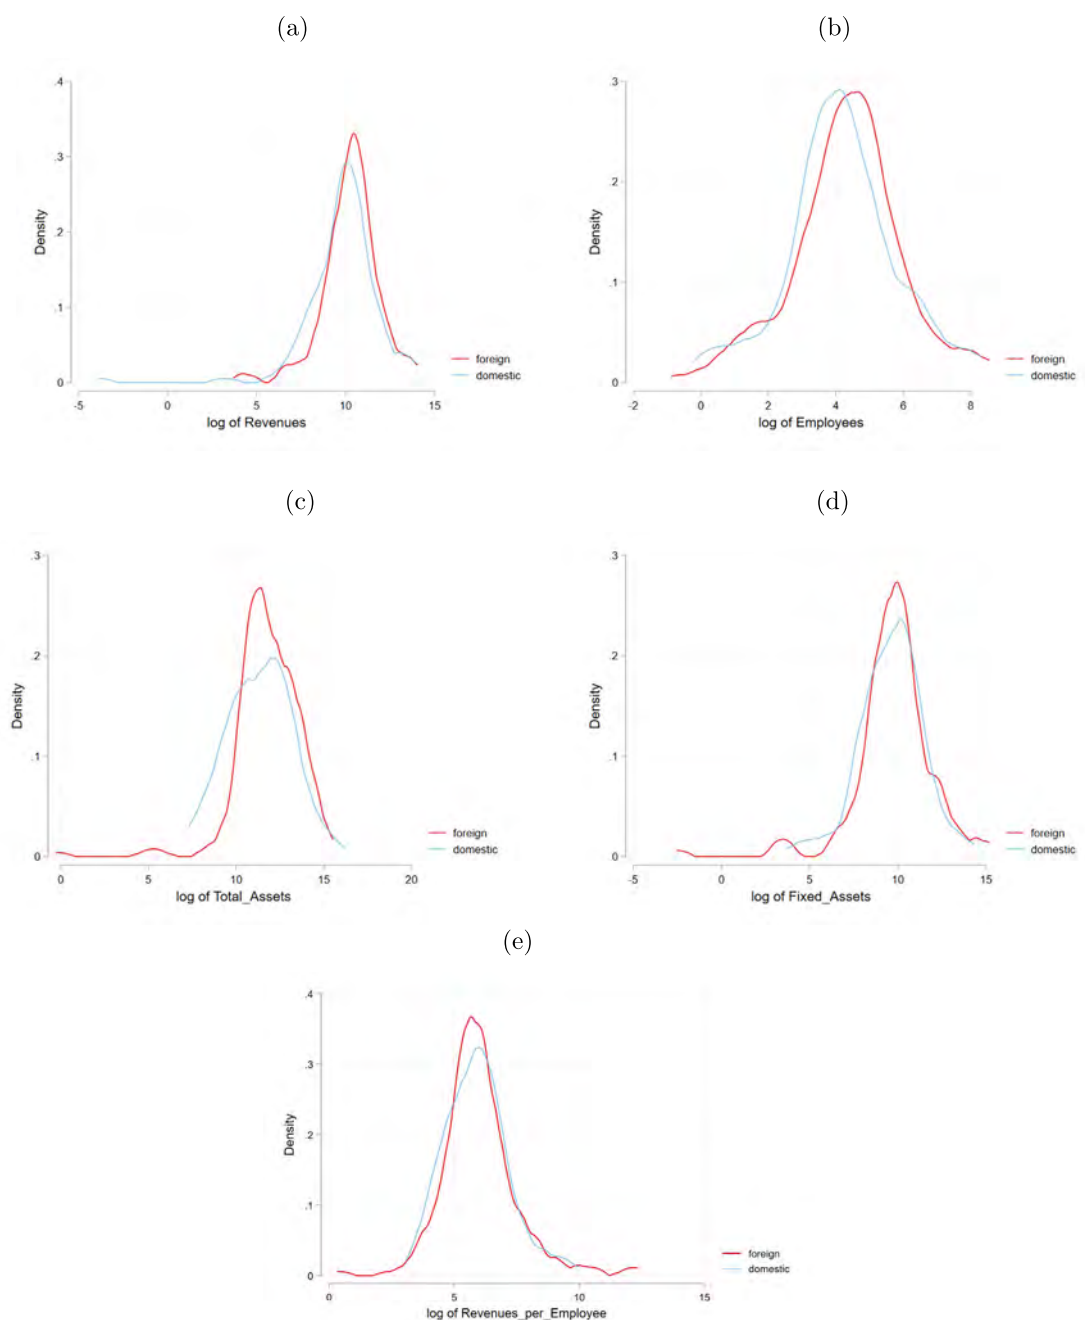 (a)
(b)
.4
.3
.2
.1
0
Density
-5 0 5 10 15
log of Revenues
foreign
domestic
.3
.2
.1
0
Density
-2 0 2 4 6 8
log of Employees
foreign
domestic
(c)
(d)
.3
.2
.1
0
Density
0 5 10 15 20
log of Total_Assets
foreign
domestic
.3
.2
.1
0
Density
-5 0 5 10 15
log of Fixed_Assets
foreign
domestic
(e)
.4
.3
.2
.1
0
Density
0 5 10 15
log of Revenues_per_Employee
foreign
domestic